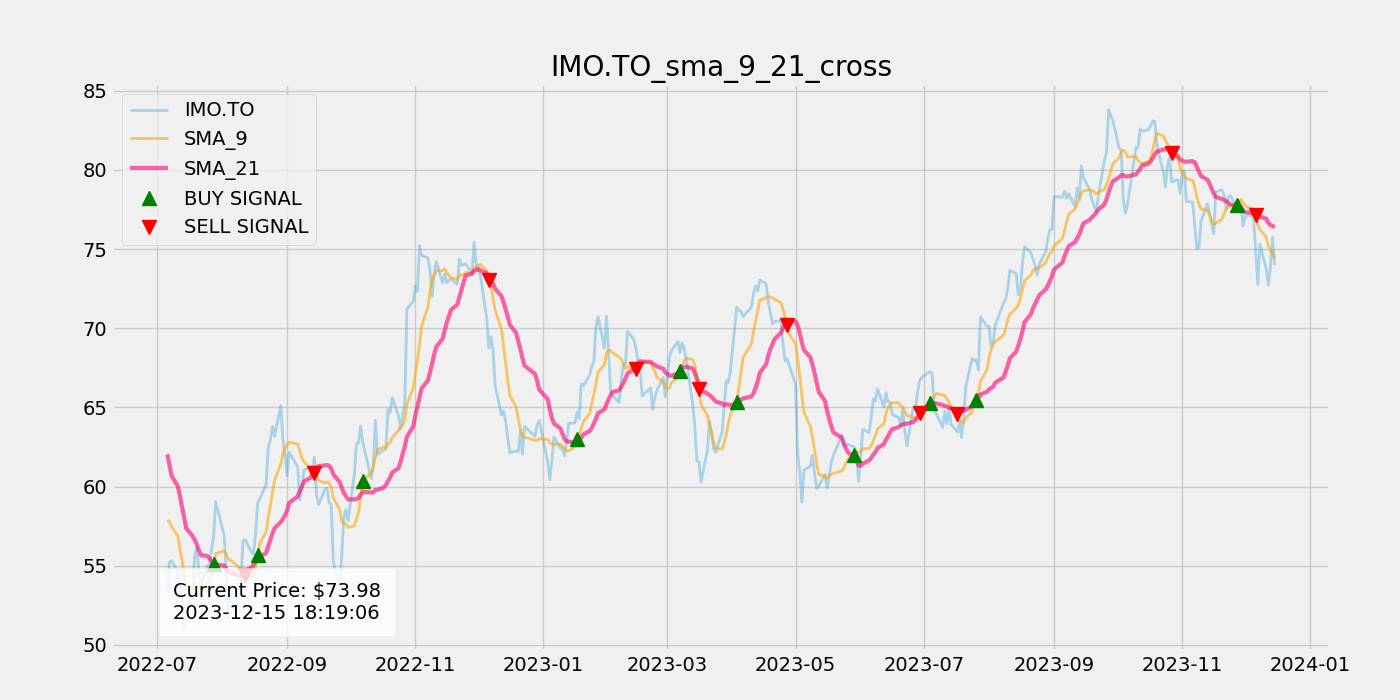 IMO.TO_sma_9_21_cross
85
80
75
70
65
60
55
50
IMO.TO
SMA_9
SMA_21
BUY SIGNAL
SELL SIGNAL
Current Price: $73.98
2023-12-15 18:19:06
2022-07 2022-09 2022-11 2023-01 2023-03 2023-05 2023-07 2023-09 2023-11 2024-01